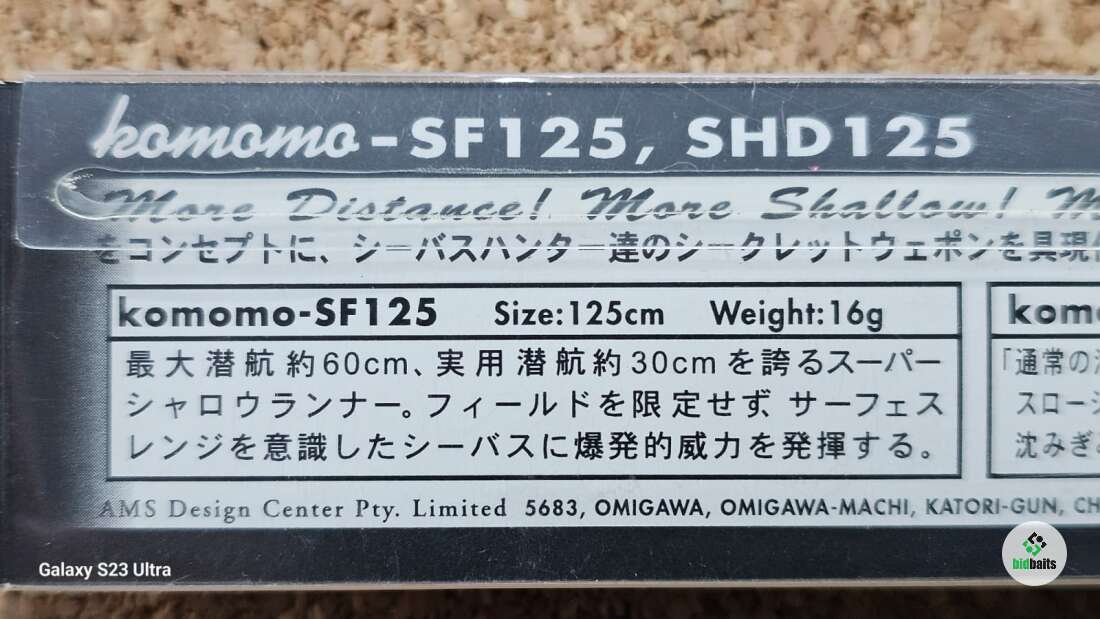 komomo-SF125, SHD125
More Distance! More Shallow! M
をコンセプトに、シーバスハンター達のシークレットウェポンを具現
komomo-SF125 Size:125cm Weight:16g
最大潜航約60cm、実用潜航約30cmを誇るスーパー
シャロウランナー。フィールドを限定せず、サーフェス
レンジを意識したシーバスに爆発的威力を発揮する。
komo
「通常の
スロー
沈みぎ
AMS Design Center Pty. Limited 5683, OMIGAWA, OMIGAWA-MACHI, KATORI-GUN, CH
Galaxy S23 Ultra
bidbaits